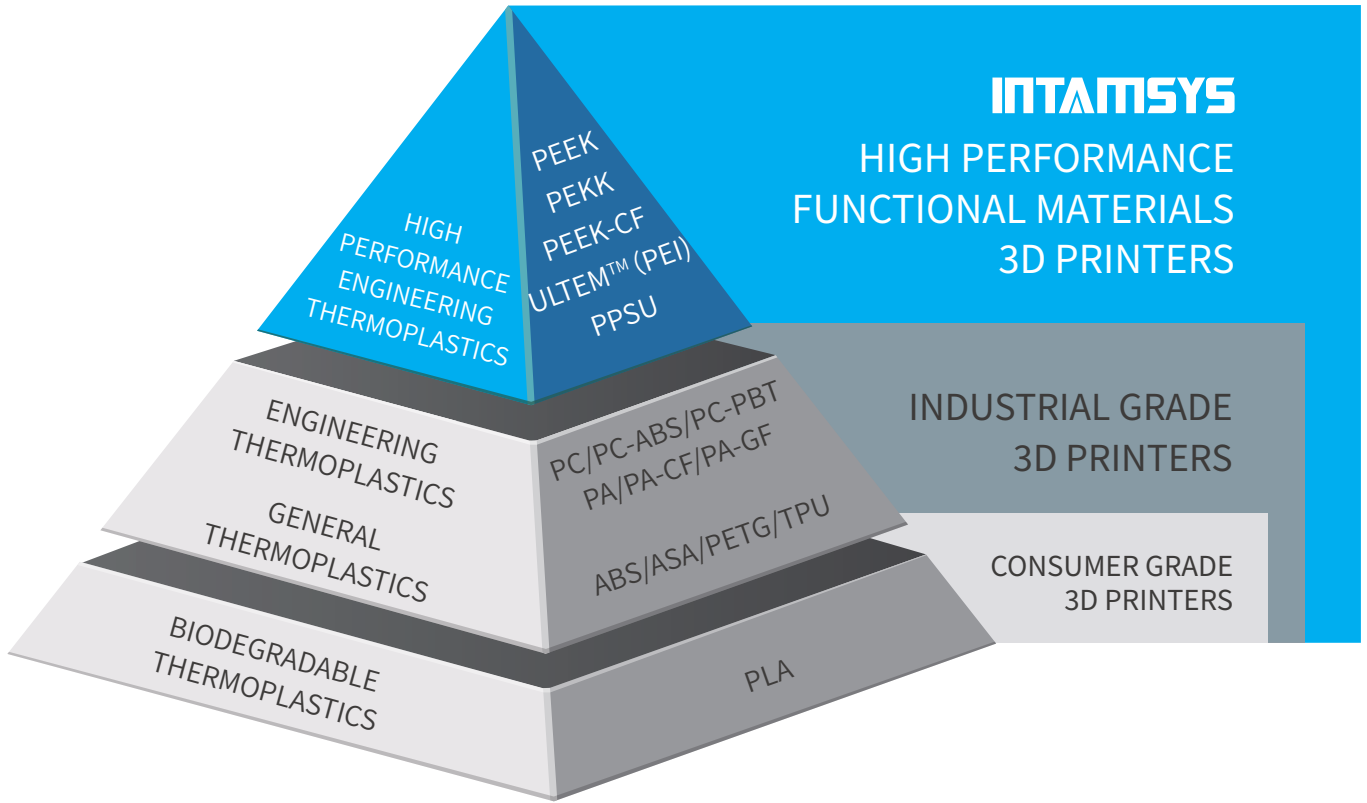 INTAMSYS
HIGH PERFORMANCE
FUNCTIONAL MATERIALS
3D PRINTERS
HIGH
PERFORMANCE
ENGINEERING
THERMOPLASTICS
PEEK
PEKK
PEEK-CF
ULTEM™ (PEI)
PPSU
INDUSTRIAL GRADE
3D PRINTERS
ENGINEERING
THERMOPLASTICS
PC/PC-ABS/PC-PBT
PA/PA-CF/PA-GF
GENERAL
THERMOPLASTICS
ABS/ASA/PETG/TPU
CONSUMER GRADE
3D PRINTERS
BIODEGRADABLE
THERMOPLASTICS
PLA